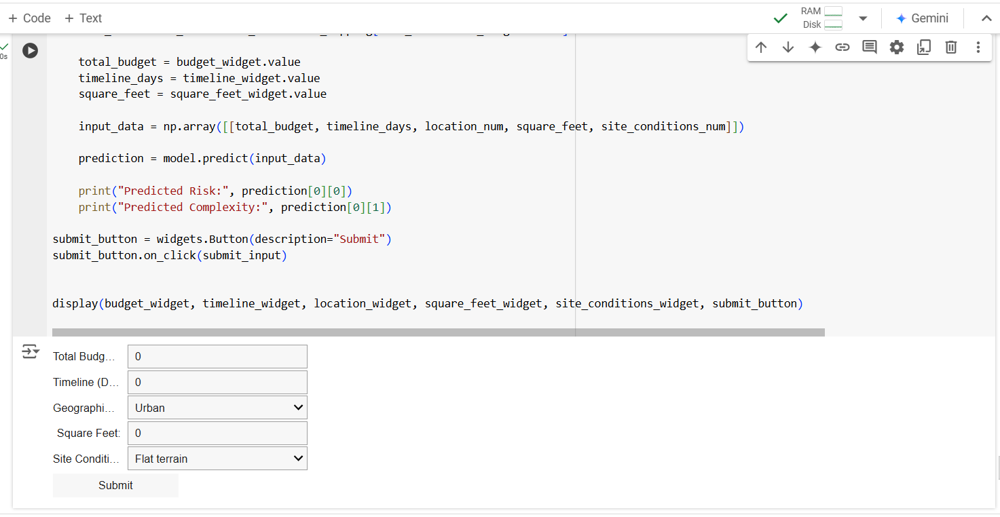 + Code + Text
RAM
Disk
Gemini
0s
total_budget = budget_widget.value
timeline_days = timeline_widget.value
square_feet = square_feet_widget.value
input_data = np.array([[total_budget, timeline_days, location_num, square_feet, site_conditions_num]])
prediction = model.predict(input_data)
print("Predicted Risk:", prediction[0][0])
print("Predicted Complexity:", prediction[0][1])
submit_button = widgets.Button(description="Submit")
submit_button.on_click(submit_input)
display(budget_widget, timeline_widget, location_widget, square_feet_widget, site_conditions_widget, submit_button)
Total Budg... 0
Timeline (D... 0
Geographi... Urban
Square Feet: 0
Site Conditi... Flat terrain
Submit